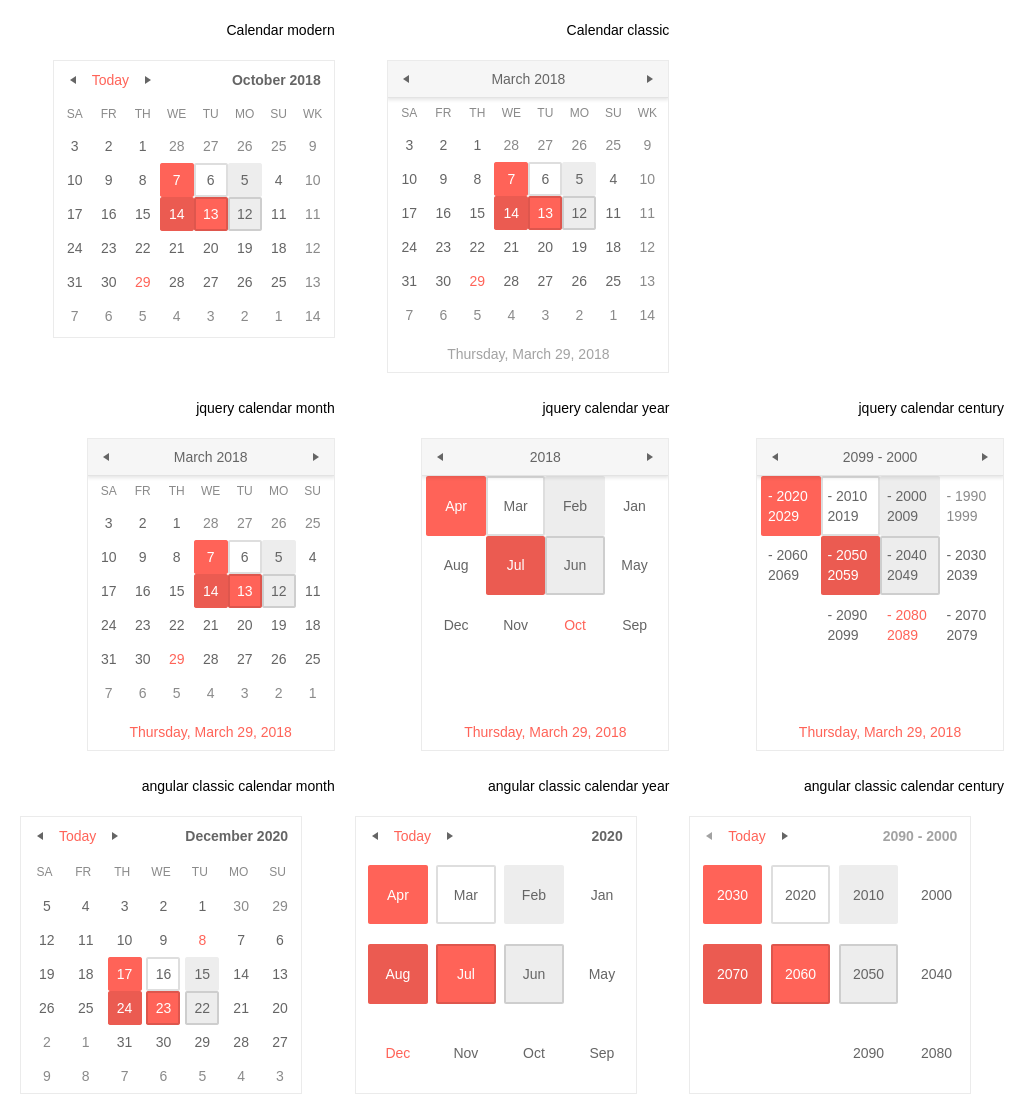 Calendar modern
Today
October 2018
SA FR TH WE TU MO SU WK
3 2 1 28 27 26 25 9
10 9 8 7 6 5 4 10
17 16 15 14 13 12 11 11
24 23 22 21 20 19 18 12
31 30 29 28 27 26 25 13
7 6 5 4 3 2 1 14
Calendar classic
March 2018
SA FR TH WE TU MO SU WK
3 2 1 28 27 26 25 9
10 9 8 7 6 5 4 10
17 16 15 14 13 12 11 11
24 23 22 21 20 19 18 12
31 30 29 28 27 26 25 13
7 6 5 4 3 2 1 14
Thursday, March 29, 2018
jquery calendar month
March 2018
SA FR TH WE TU MO SU
3 2 1 28 27 26 25
10 9 8 7 6 5 4
17 16 15 14 13 12 11
24 23 22 21 20 19 18
31 30 29 28 27 26 25
7 6 5 4 3 2 1
Thursday, March 29, 2018
jquery calendar year
2018
Apr Mar Feb Jan
Aug Jul Jun May
Dec Nov Oct Sep
Thursday, March 29, 2018
jquery calendar century
2099 - 2000
- 2020 - 2010 - 2000 - 1990
2029 2019 2009 1999
- 2060 - 2050 - 2040 - 2030
2069 2059 2049 2039
- 2090 - 2080 - 2070
2099 2089 2079
Thursday, March 29, 2018
angular classic calendar month
Today
December 2020
SA FR TH WE TU MO SU
5 4 3 2 1 30 29
12 11 10 9 8 7 6
19 18 17 16 15 14 13
26 25 24 23 22 21 20
2 1 31 30 29 28 27
9 8 7 6 5 4 3
angular classic calendar year
Today
2020
Apr Mar Feb Jan
Aug Jul Jun May
Dec Nov Oct Sep
angular classic calendar century
Today
2090 - 2000
2030 2020 2010 2000
2070 2060 2050 2040
2090 2080